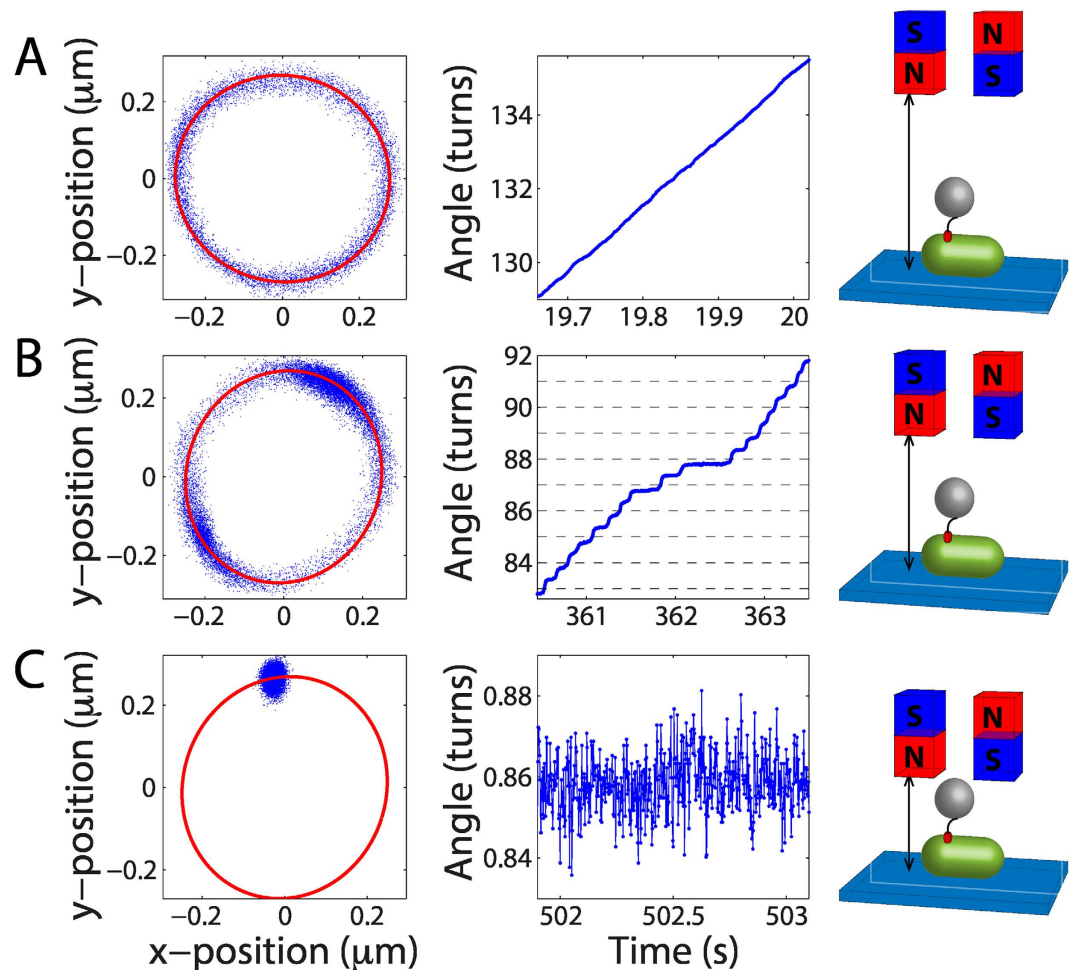 A
y−position (μm)
0.2
0
−0.2
−0.2
0
0.2
Angle (turns)
134
132
130
19.7
19.8
19.9
20
S
N
N
S
B
y−position (μm)
0.2
0
−0.2
−0.2
0
0.2
Angle (turns)
92
90
88
86
84
361
362
363
S
N
N
S
C
y−position (μm)
0.2
0
−0.2
−0.2
0
0.2
x−position (μm)
Angle (turns)
0.88
0.86
0.84
502
502.5
503
Time (s)
S
N
N
S